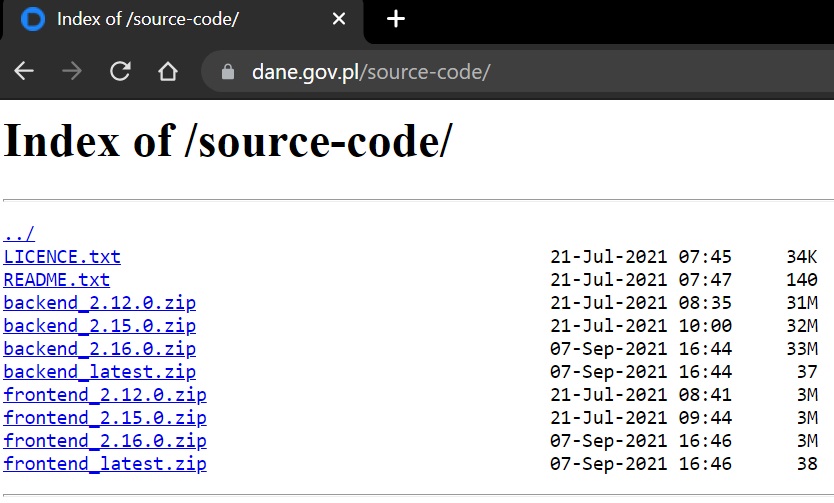 Index of /source-code/
dane.gov.pl/source-code/
Index of /source-code/
../
LICENCE.txt 21-Jul-2021 07:45 34K
README.txt 21-Jul-2021 07:47 140
backend_2.12.0.zip 21-Jul-2021 08:35 31M
backend_2.15.0.zip 21-Jul-2021 10:00 32M
backend_2.16.0.zip 07-Sep-2021 16:44 33M
backend_latest.zip 07-Sep-2021 16:44 37
frontend_2.12.0.zip 21-Jul-2021 08:41 3M
frontend_2.15.0.zip 21-Jul-2021 09:44 3M
frontend_2.16.0.zip 07-Sep-2021 16:46 3M
frontend_latest.zip 07-Sep-2021 16:46 38